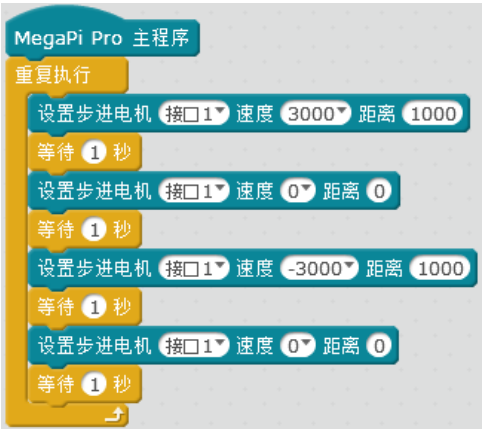 MegaPi Pro 主程序
重复执行
设置步进电机 接口1 速度 3000 距离 1000
等待 1 秒
设置步进电机 接口1 速度 0 距离 0
等待 1 秒
设置步进电机 接口1 速度 -3000 距离 1000
等待 1 秒
设置步进电机 接口1 速度 0 距离 0
等待 1 秒